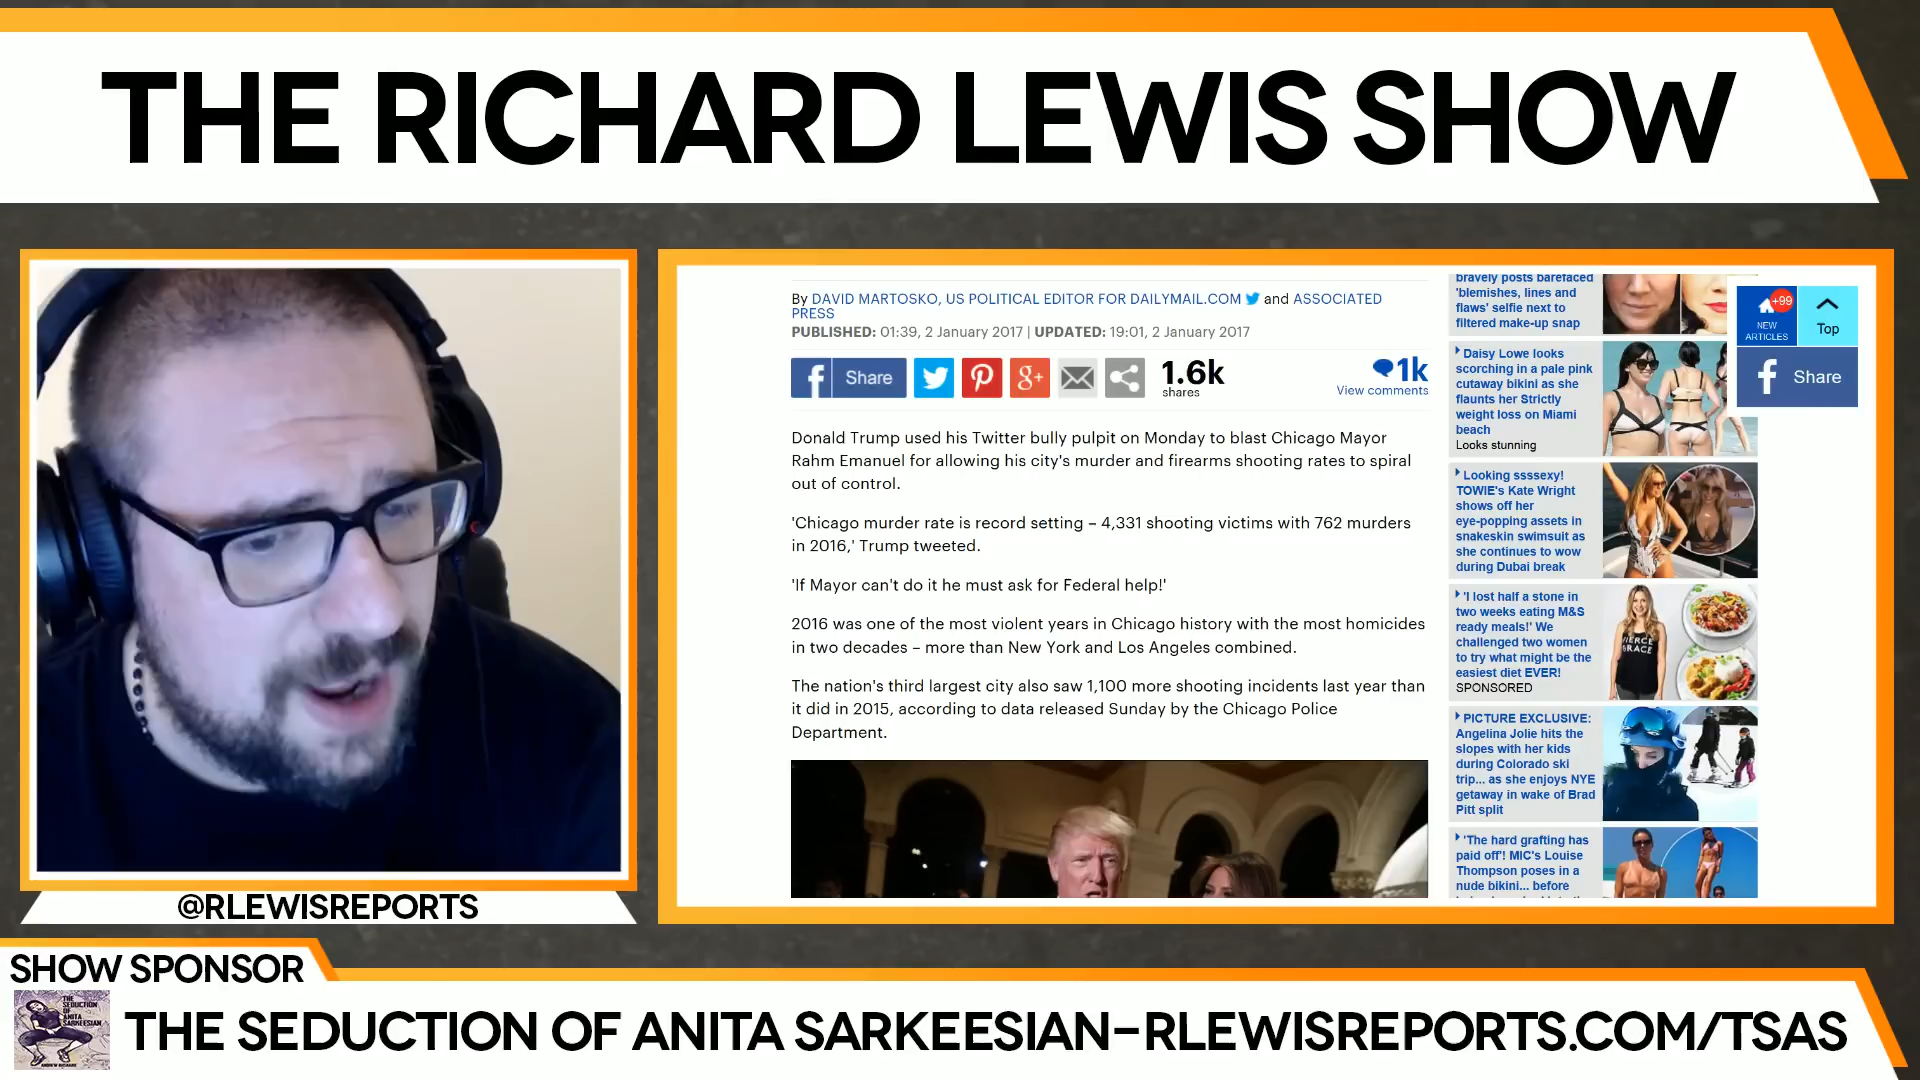 THE RICHARD LEWIS SHOW
By DAVID MARTOSKO, US POLITICAL EDITOR FOR DAILYMAIL.COM and ASSOCIATED
PRESS
PUBLISHED: 01:39, 2 January 2017 | UPDATED: 19:01, 2 January 2017
Share
1.6k
shares
1k
View comments
Donald Trump used his Twitter bully pulpit on Monday to blast Chicago Mayor
Rahm Emanuel for allowing his city's murder and firearms shooting rates to spiral
out of control.
'Chicago murder rate is record setting – 4,331 shooting victims with 762 murders
in 2016,' Trump tweeted.
'If Mayor can't do it he must ask for Federal help!'
2016 was one of the most violent years in Chicago history with the most homicides
in two decades – more than New York and Los Angeles combined.
The nation's third largest city also saw 1,100 more shooting incidents last year than
it did in 2015, according to data released Sunday by the Chicago Police
Department.
bravely posts barefaced
'blemishes, lines and
flaws' selfie next to
filtered make-up snap
Daisy Lowe looks
scorching in a pale pink
cutaway bikini as she
flaunts her Strictly
weight loss on Miami
beach
Looks stunning
Looking ssssexy!
TOWIE's Kate Wright
shows off her
eye-popping assets in
snakeskin swimsuit as
she continues to wow
during Dubai break
'I lost half a stone in
two weeks eating M&S
ready meals!' We
challenged two women
to try what might be the
easiest diet EVER!
SPONSORED
PICTURE EXCLUSIVE:
Angelina Jolie hits the
slopes with her kids
during Colorado ski
trip... as she enjoys NYE
getaway in wake of Brad
Pitt split
'The hard grafting has
paid off'! MIC's Louise
Thompson poses in a
nude bikini... before
+99
NEW
ARTICLES
Top
Share
@RLEWISREPORTS
SHOW SPONSOR
THE
SEDUCTION
OF
ANITA
SARKEESIAN
THE SEDUCTION OF ANITA SARKEESIAN–RLEWISREPORTS.COM/TSAS